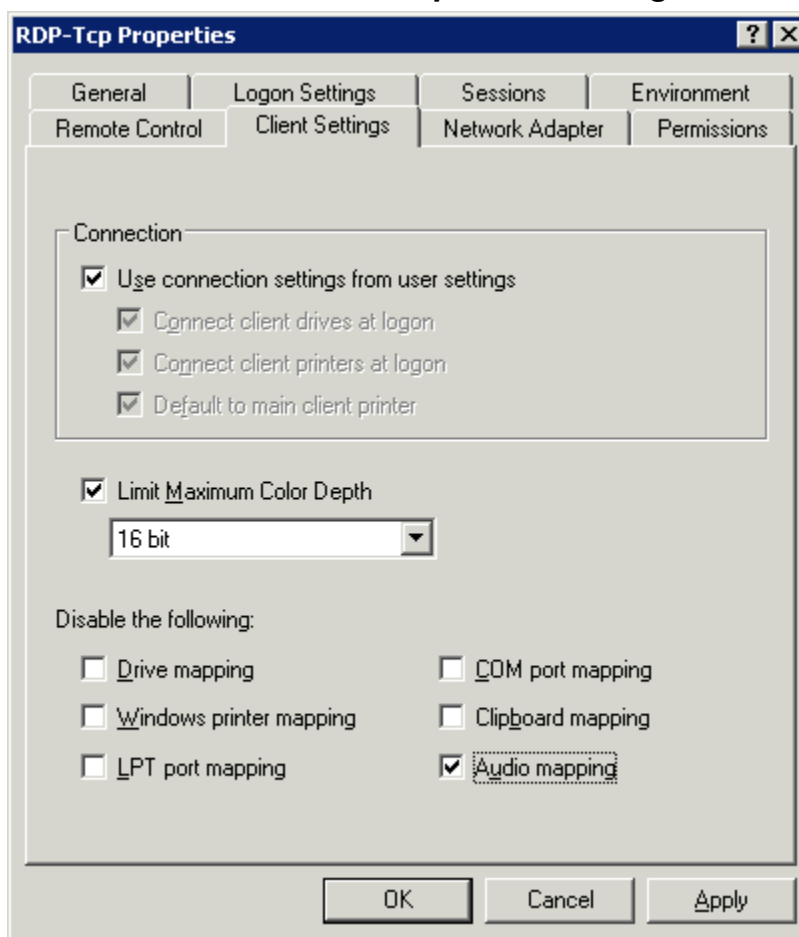 RDP-Tcp Properties ? X
General Logon Settings Sessions Environment
Remote Control Client Settings Network Adapter Permissions
Connection
Use connection settings from user settings
Connect client drives at logon
Connect client printers at logon
Default to main client printer
Limit Maximum Color Depth
16 bit
Disable the following:
Drive mapping COM port mapping
Windows printer mapping Clipboard mapping
LPT port mapping Audio mapping
OK Cancel Apply